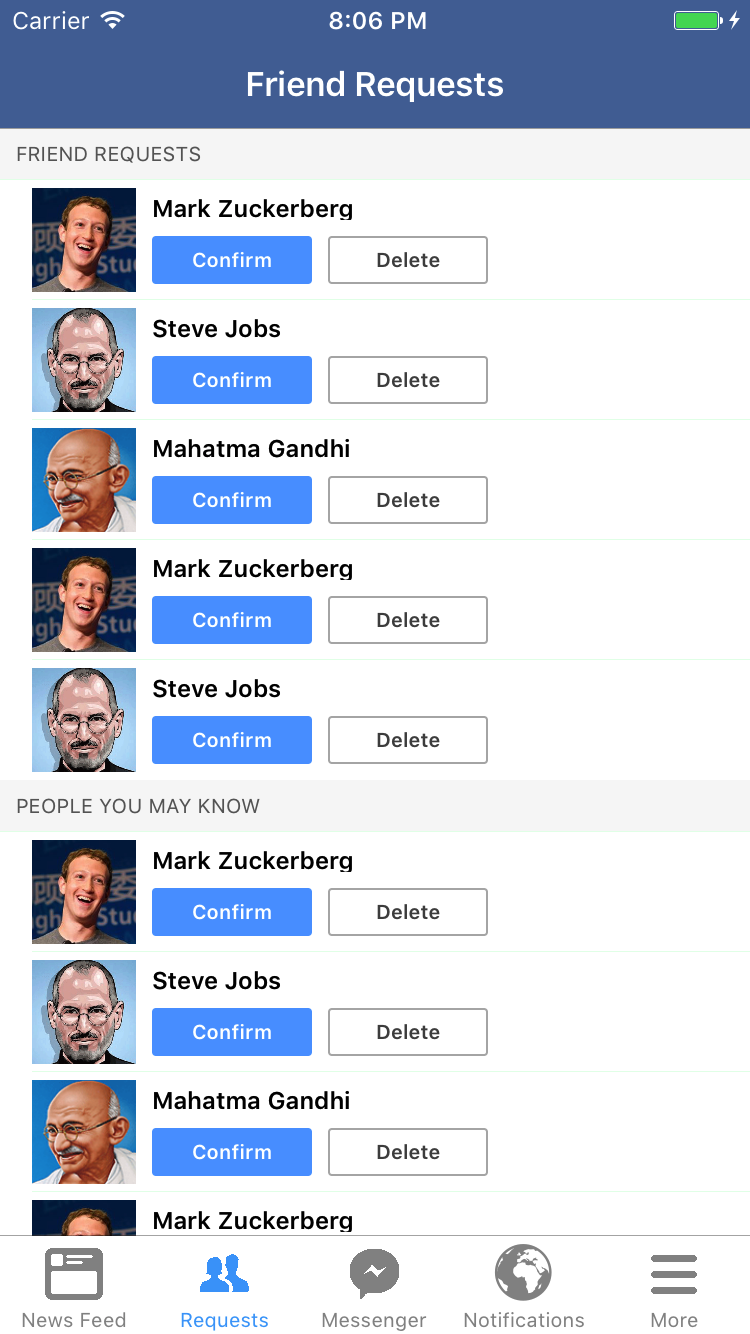 Carrier 8:06 PM
Friend Requests
FRIEND REQUESTS
Mark Zuckerberg
Confirm Delete
Steve Jobs
Confirm Delete
Mahatma Gandhi
Confirm Delete
Mark Zuckerberg
Confirm Delete
Steve Jobs
Confirm Delete
PEOPLE YOU MAY KNOW
Mark Zuckerberg
Confirm Delete
Steve Jobs
Confirm Delete
Mahatma Gandhi
Confirm Delete
Mark Zuckerberg
News Feed Requests Messenger Notifications More